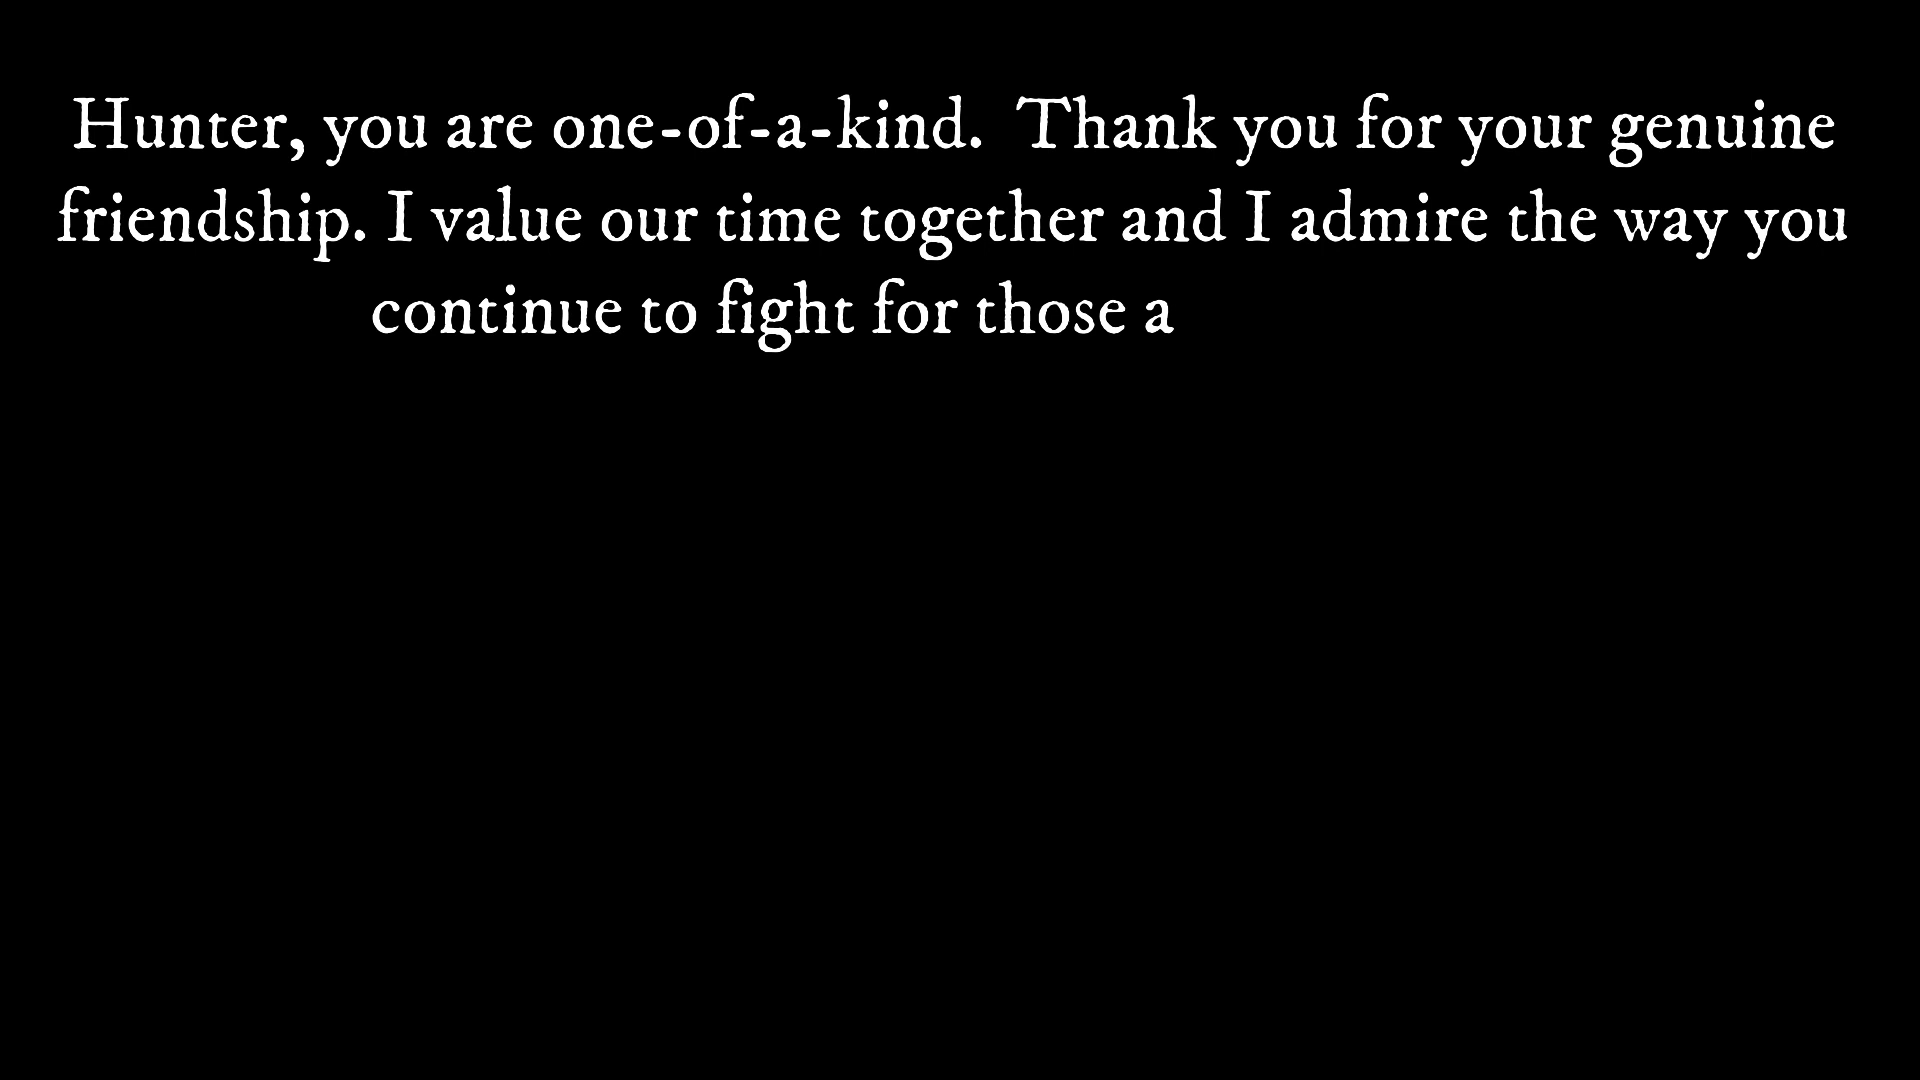 Hunter, you are one-of-a-kind.  Thank you for your genuine
friendship. I value our time together and I admire the way you
continue to fight for those a